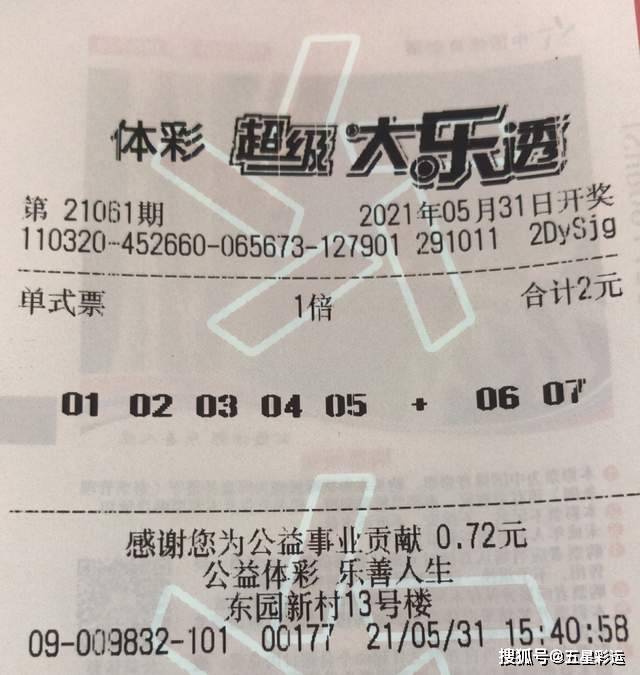 体彩 超级大乐透
第 21061期 2021年05月31日开奖
110320-452660-065673-127901 291011 2DySjg
单式票 1倍 合计2元
01 02 03 04 05 + 06 07
感谢您为公益事业贡献 0.72元
公益体彩 乐善人生
东园新村13号楼
09-009832-101 00177 21/05/31 15:40:58
搜狐号@五星彩运